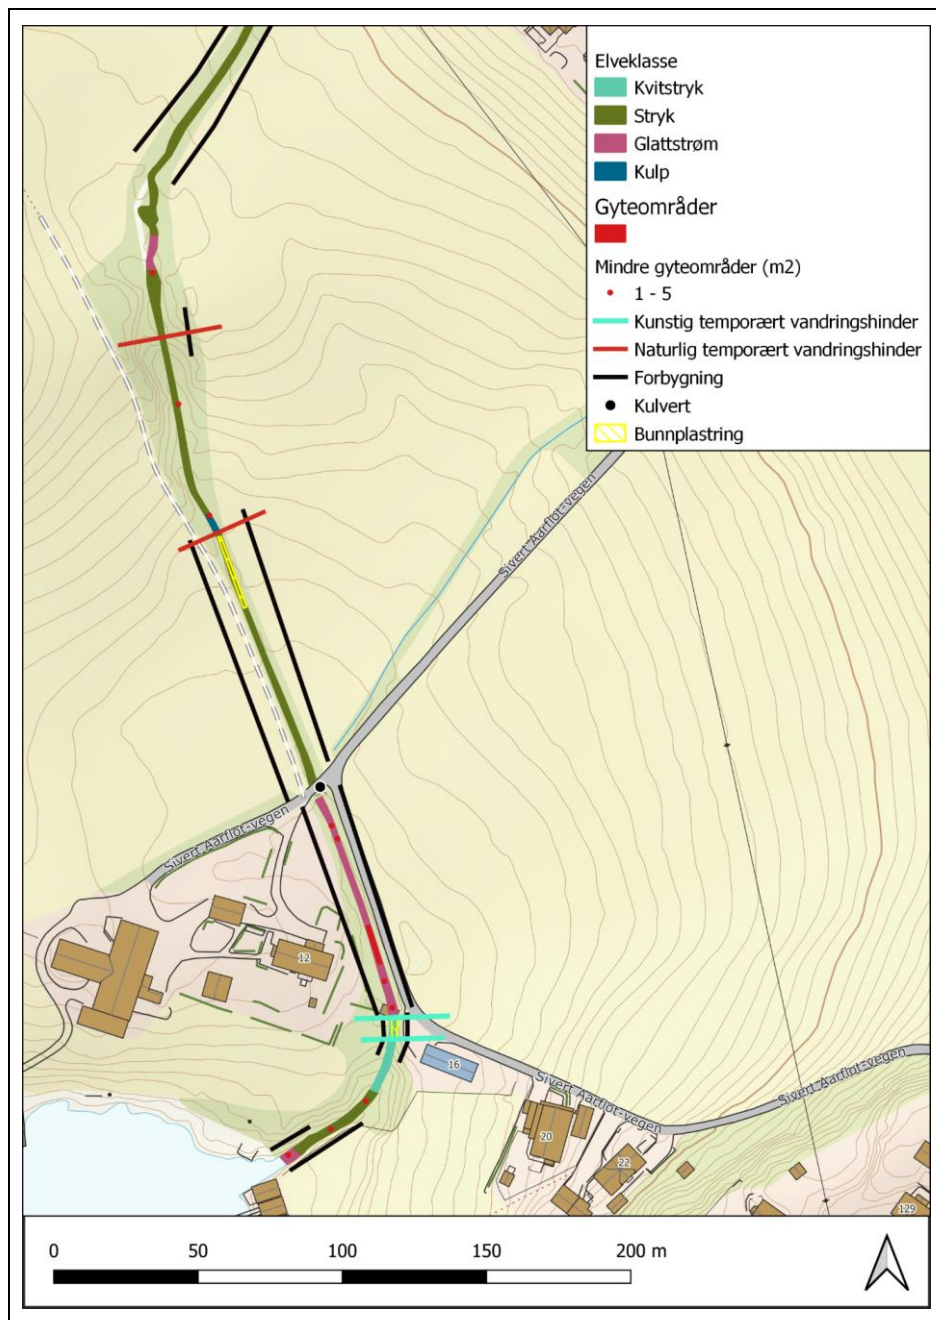 Elveklasse
Kvitstryk
Stryk
Glattstrøm
Kulp
Gyteområder
Mindre gyteområder (m2)
1 - 5
Kunstig temporært vandringshinder
Naturlig temporært vandringshinder
Forbygning
Kulvert
Bunnplastring
Sivert Aarflot-vegen
Sivert Aarflot-vegen
12
16
Sivert Aarflot-vegen
Sivert Aarflot-vegen
20
22
129
0 50 100 150 200 m